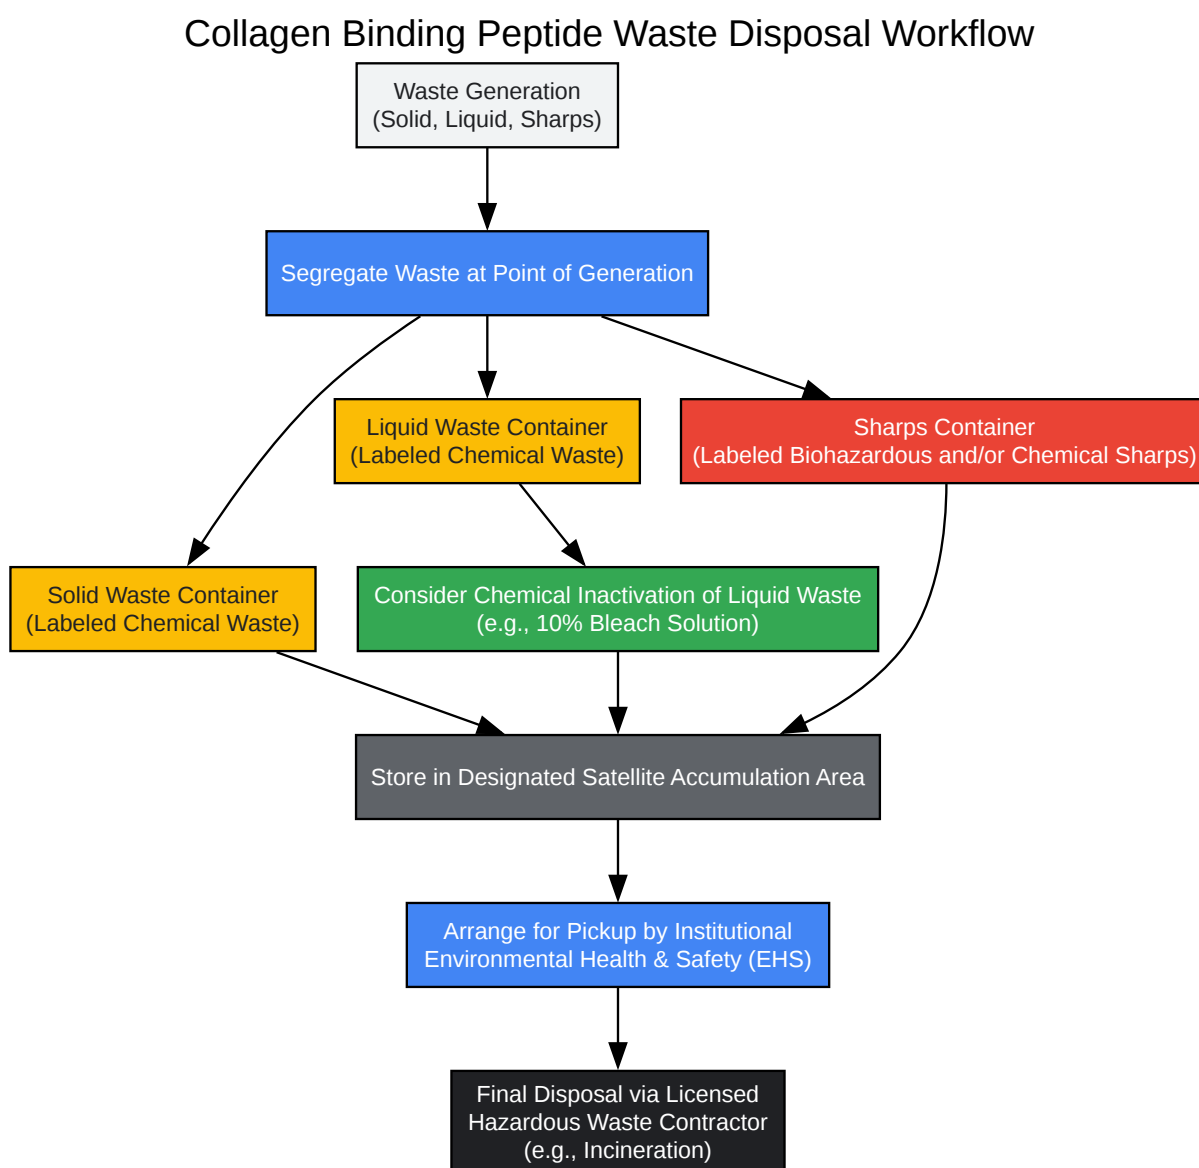 Collagen Binding Peptide Waste Disposal Workflow
Waste Generation
(Solid, Liquid, Sharps)
Segregate Waste at Point of Generation
Liquid Waste Container
(Labeled Chemical Waste)
Sharps Container
(Labeled Biohazardous and/or Chemical Sharps)
Solid Waste Container
(Labeled Chemical Waste)
Consider Chemical Inactivation of Liquid Waste
(e.g., 10% Bleach Solution)
Store in Designated Satellite Accumulation Area
Arrange for Pickup by Institutional
Environmental Health & Safety (EHS)
Final Disposal via Licensed
Hazardous Waste Contractor
(e.g., Incineration)